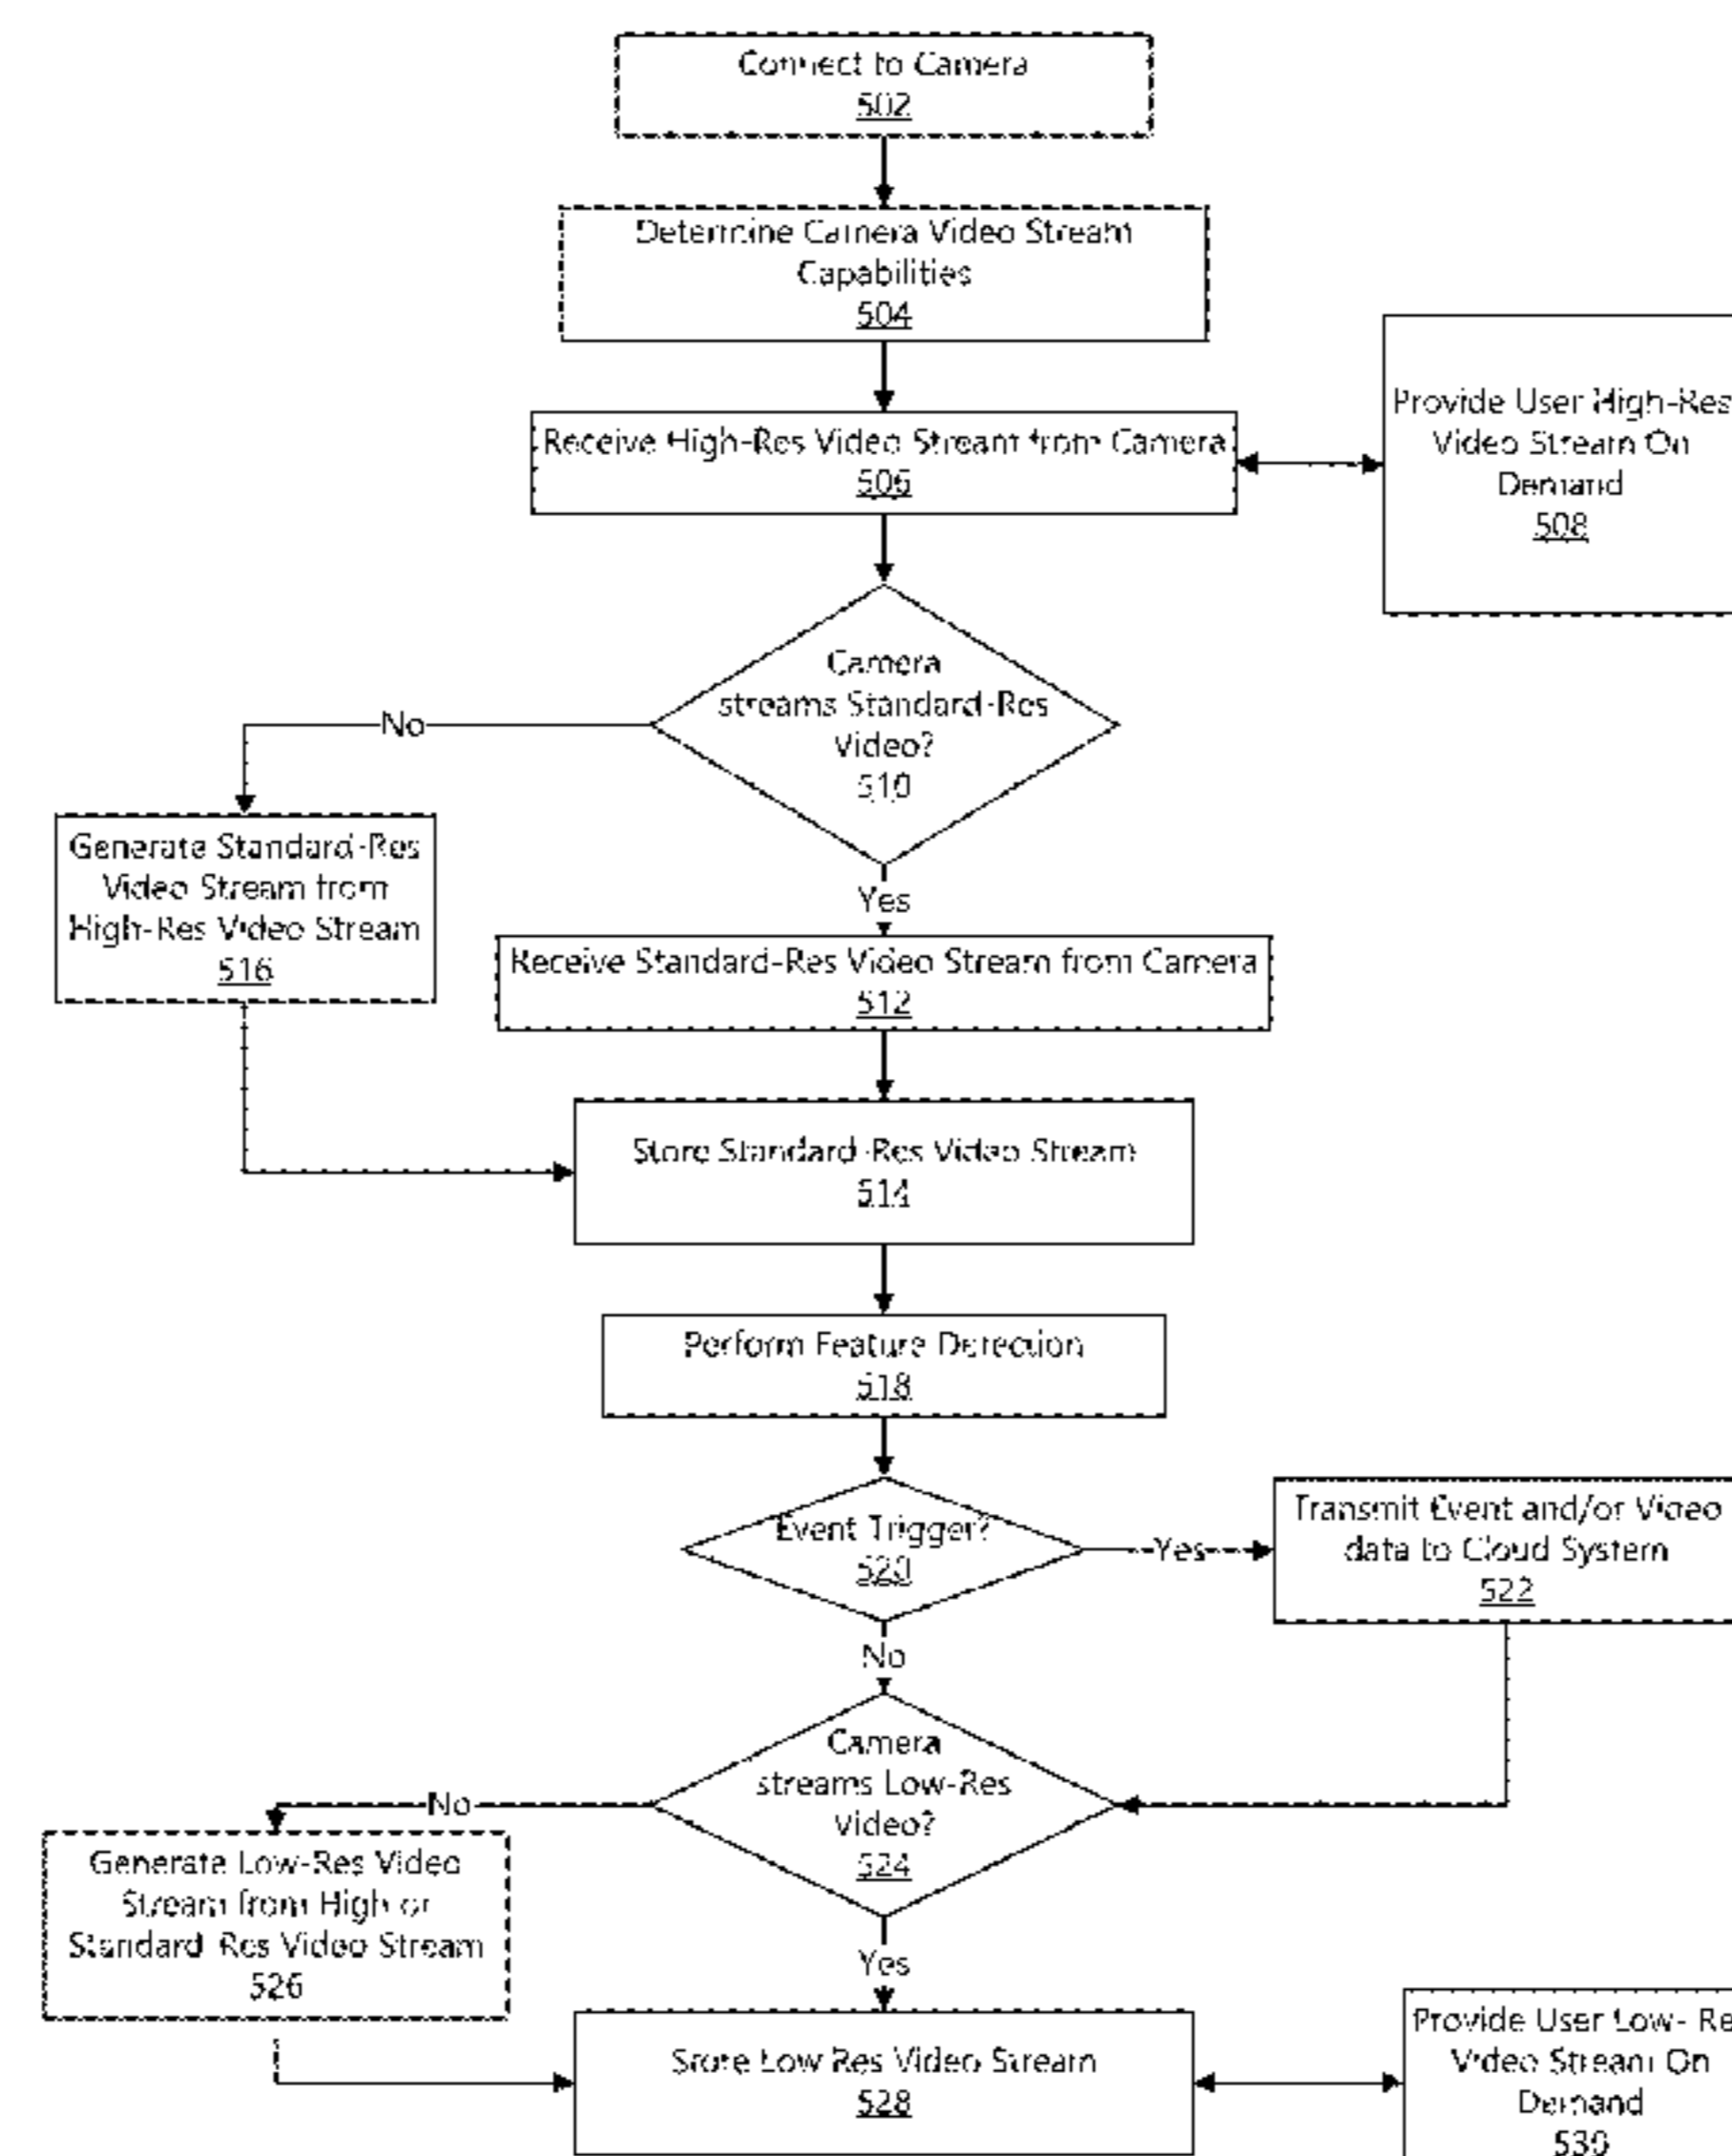 Connect to Camera
502
Determine Camera Video Stream
Capabilities
504
Receive High-Res Video Stream from Camera
506
Provide User High-Res
Video Stream On
Demand
508
Camera
streams Standard-Res
Video?
510
No
Yes
Generate Standard-Res
Video Stream from
High-Res Video Stream
516
Receive Standard-Res Video Stream from Camera
512
Store Standard-Res Video Stream
514
Perform Feature Detection
518
Event Trigger?
520
Yes
Transmit Event and/or Video
data to Cloud System
522
No
Camera
streams Low-Res
Video?
524
No
Yes
Generate Low-Res Video
Stream from High or
Standard-Res Video Stream
526
Store Low Res Video Stream
528
Provide User Low- Re
Video Stream On
Demand
530